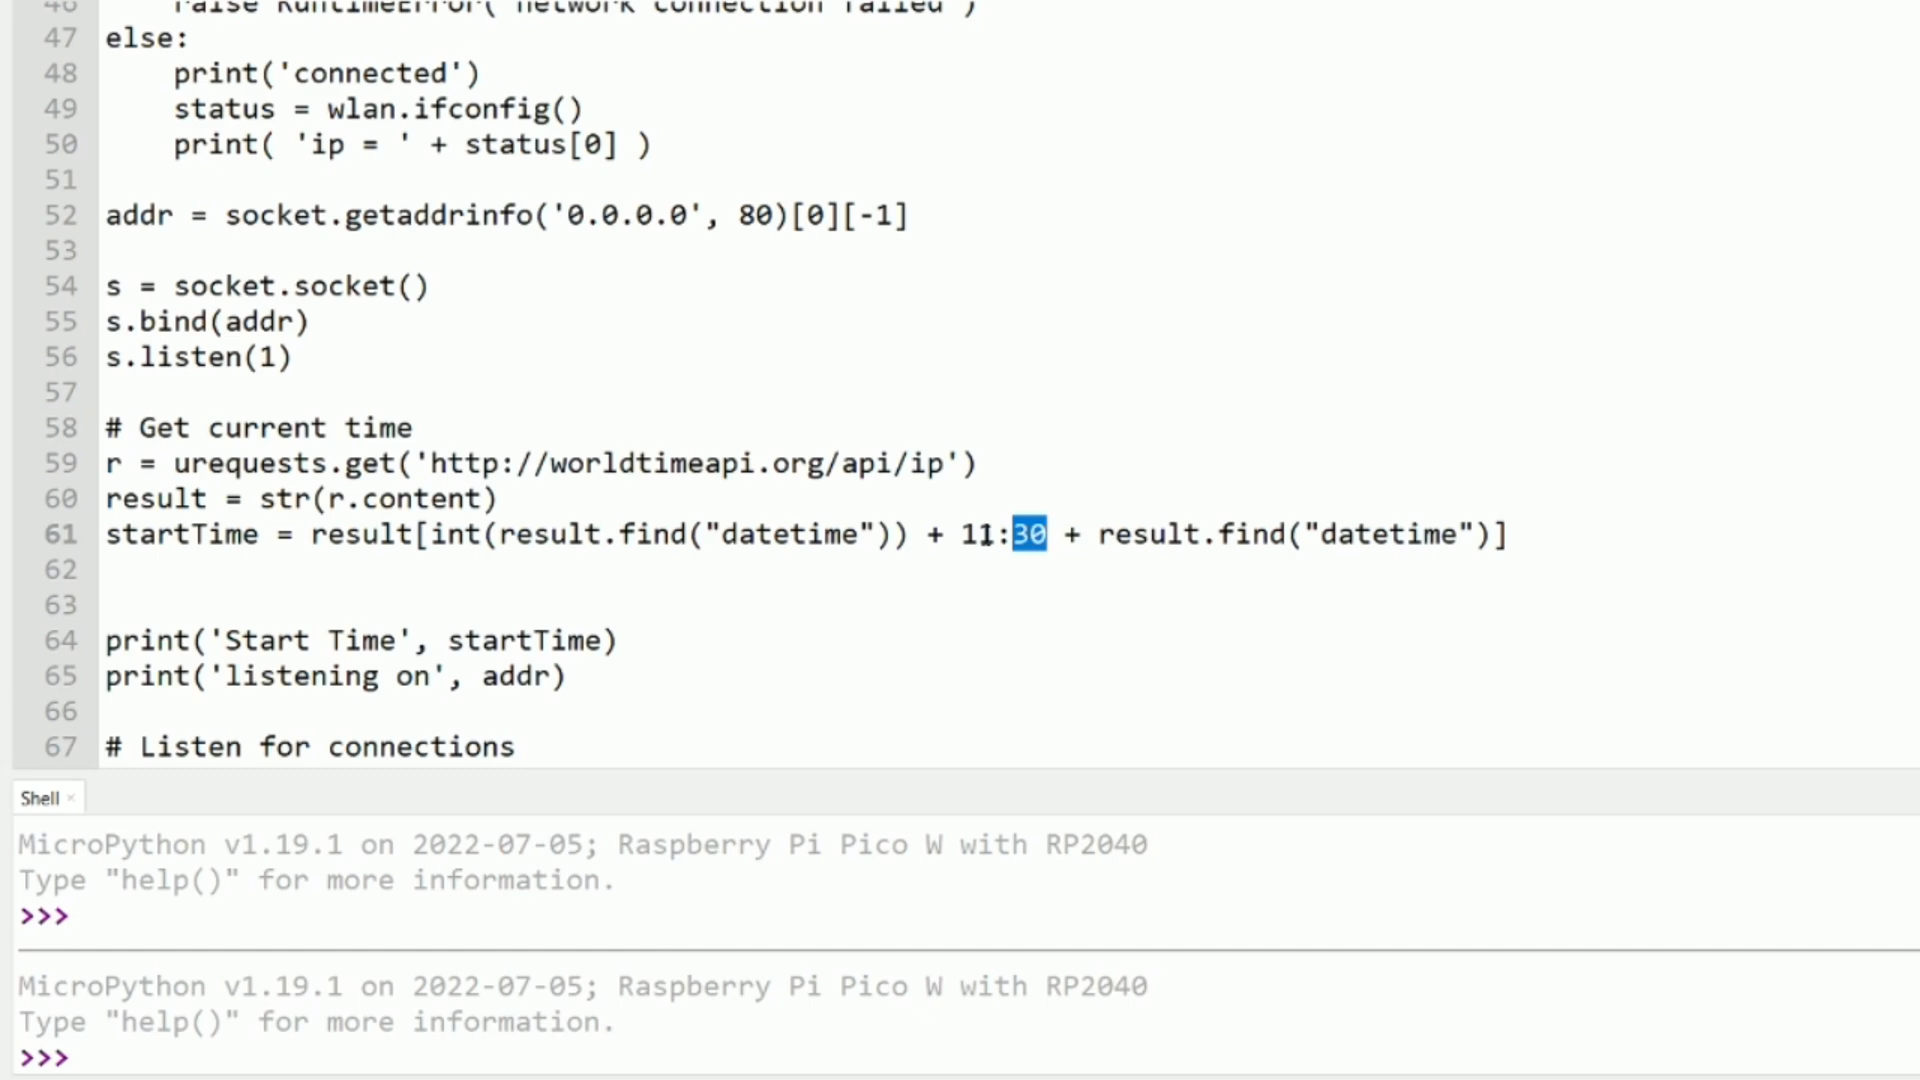 46 raise RuntimeError('network connection failed')
47 else:
48 print('connected')
49 status = wlan.ifconfig()
50 print( 'ip = ' + status[0] )
51
52 addr = socket.getaddrinfo('0.0.0.0', 80)[0][-1]
53
54 s = socket.socket()
55 s.bind(addr)
56 s.listen(1)
57
58 # Get current time
59 r = urequests.get('http://worldtimeapi.org/api/ip')
60 result = str(r.content)
61 startTime = result[int(result.find("datetime")) + 11:30 + result.find("datetime")]
62
63
64 print('Start Time', startTime)
65 print('listening on', addr)
66
67 # Listen for connections
Shell ×
MicroPython v1.19.1 on 2022-07-05; Raspberry Pi Pico W with RP2040
Type "help()" for more information.
>>>
MicroPython v1.19.1 on 2022-07-05; Raspberry Pi Pico W with RP2040
Type "help()" for more information.
>>>